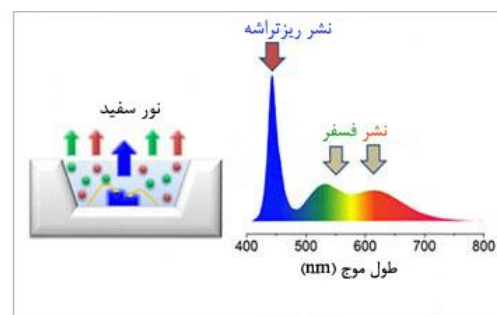 نشر ریزتراشه
نور سفید
نشر فسفر
400 500 600 700 800
طول موج (nm)